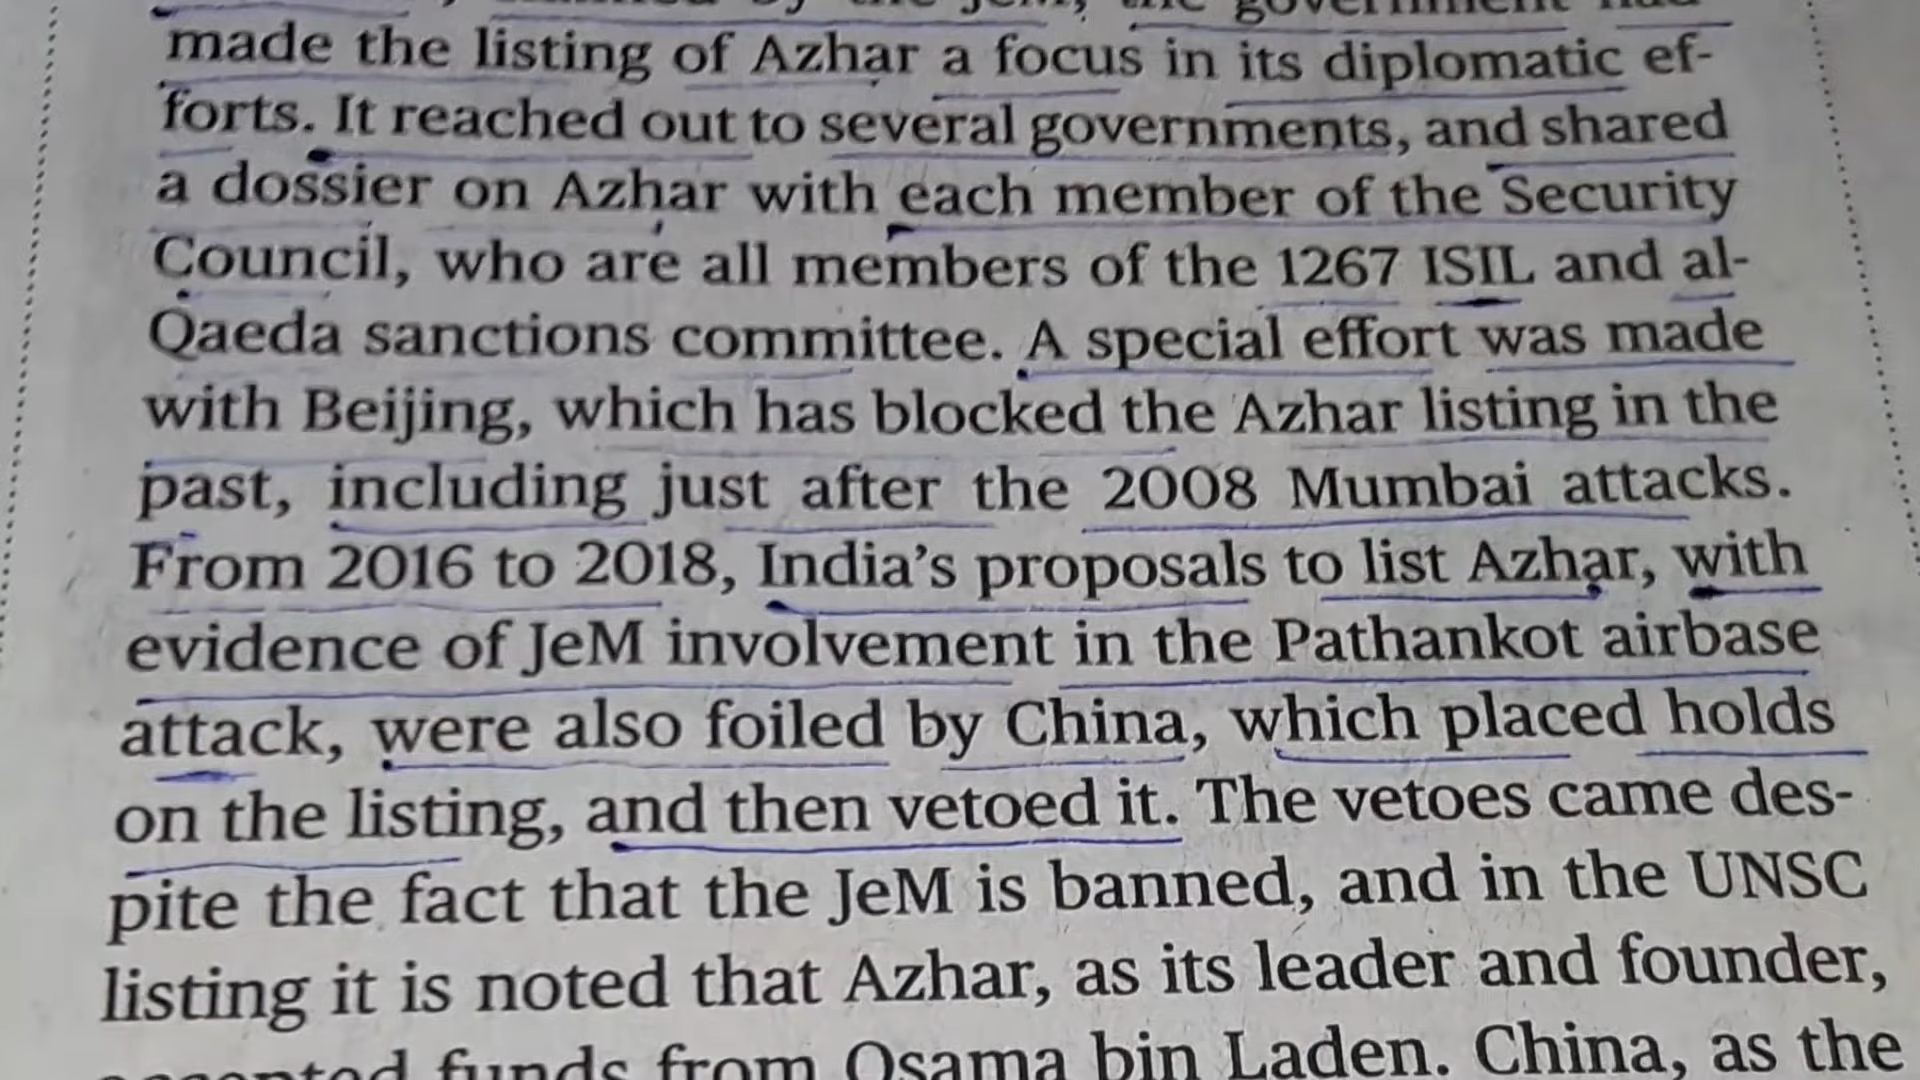 by the JeM, the government had
made the listing of Azhar a focus in its diplomatic ef-
forts. It reached out to several governments, and shared
a dossier on Azhar with each member of the Security
Council, who are all members of the 1267 ISIL and al-
Qaeda sanctions committee. A special effort was made
with Beijing, which has blocked the Azhar listing in the
past, including just after the 2008 Mumbai attacks.
From 2016 to 2018, India's proposals to list Azhar, with
evidence of JeM involvement in the Pathankot airbase
attack, were also foiled by China, which placed holds
on the listing, and then vetoed it. The vetoes came des-
pite the fact that the JeM is banned, and in the UNSC
listing it is noted that Azhar, as its leader and founder,
accepted funds from Osama bin Laden. China, as the